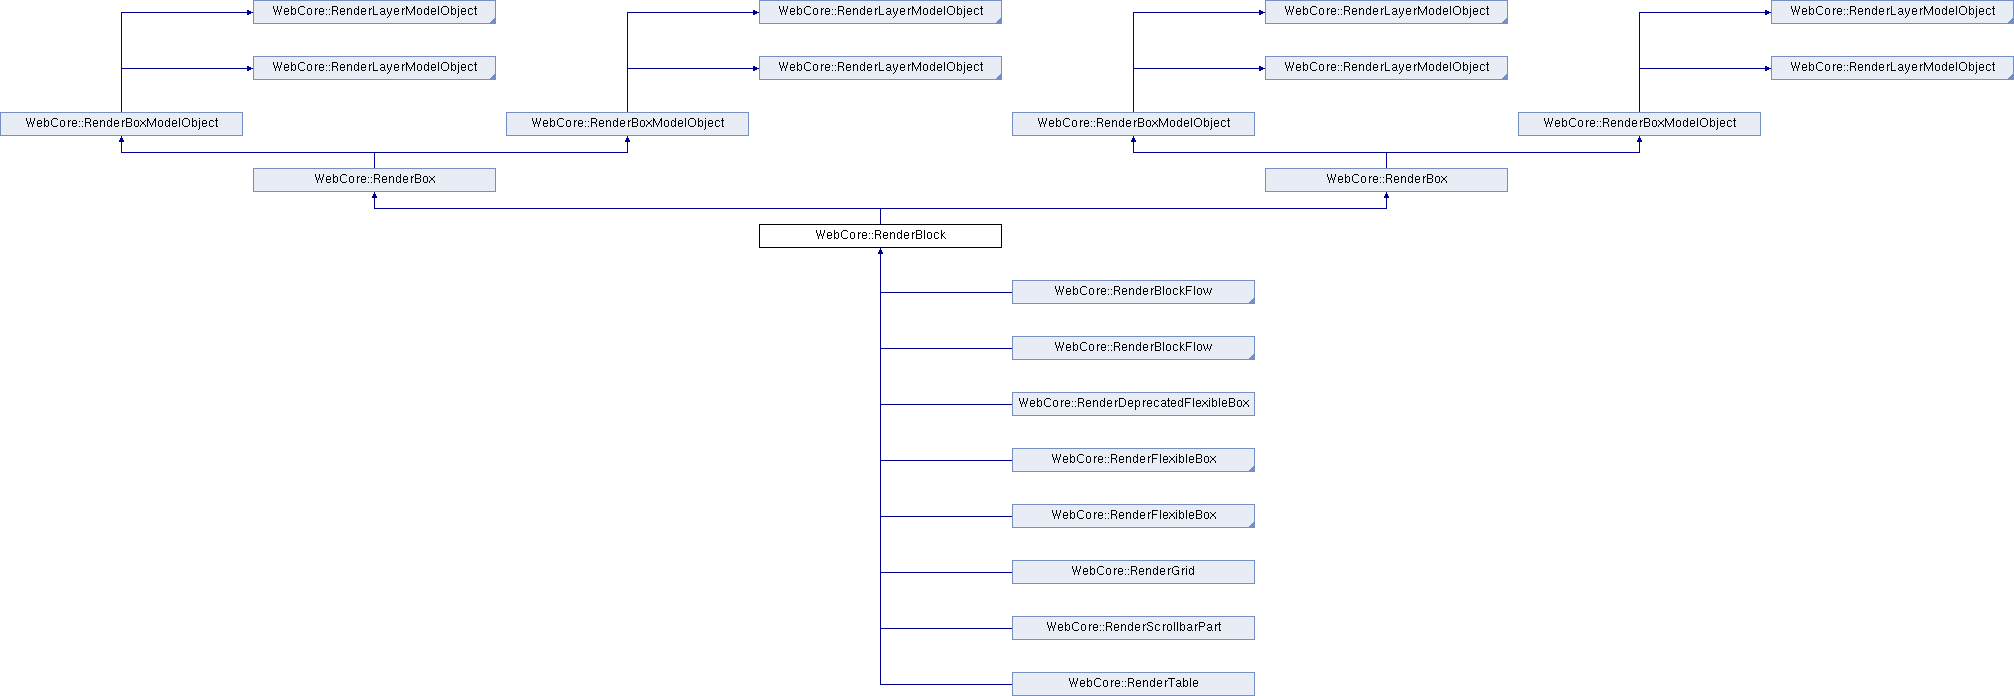 WebCore::RenderLayerModelObject
WebCore::RenderLayerModelObject
WebCore::RenderLayerModelObject
WebCore::RenderLayerModelObject
WebCore::RenderLayerModelObject
WebCore::RenderLayerModelObject
WebCore::RenderLayerModelObject
WebCore::RenderLayerModelObject
WebCore::RenderBoxModelObject
WebCore::RenderBoxModelObject
WebCore::RenderBoxModelObject
WebCore::RenderBoxModelObject
WebCore::RenderBox
WebCore::RenderBox
WebCore::RenderBlock
WebCore::RenderBlockFlow
WebCore::RenderBlockFlow
WebCore::RenderDeprecatedFlexibleBox
WebCore::RenderFlexibleBox
WebCore::RenderFlexibleBox
WebCore::RenderGrid
WebCore::RenderScrollbarPart
WebCore::RenderTable